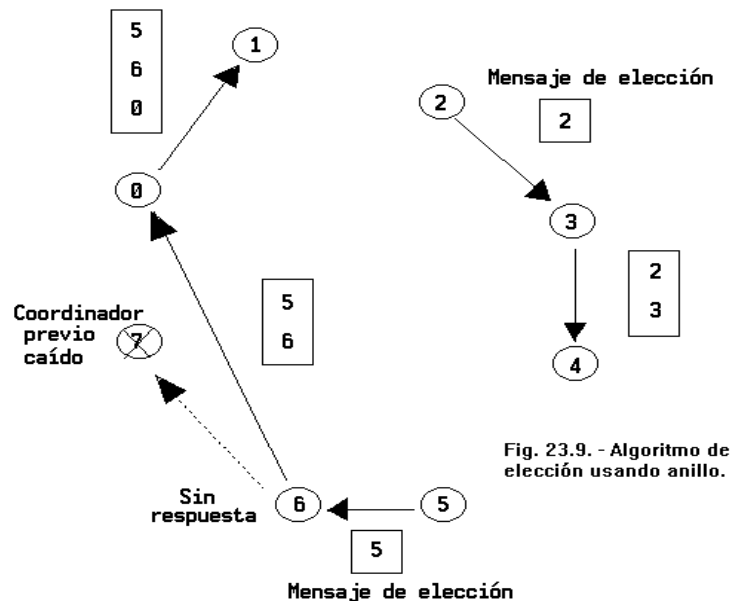 5
6
0
1
Mensaje de elección
2
2
0
3
2
3
5
6
Coordinador
previo
caído
7
4
Fig. 23.9. - Algoritmo de
elección usando anillo.
Sin
respuesta
6
5
5
Mensaje de elección